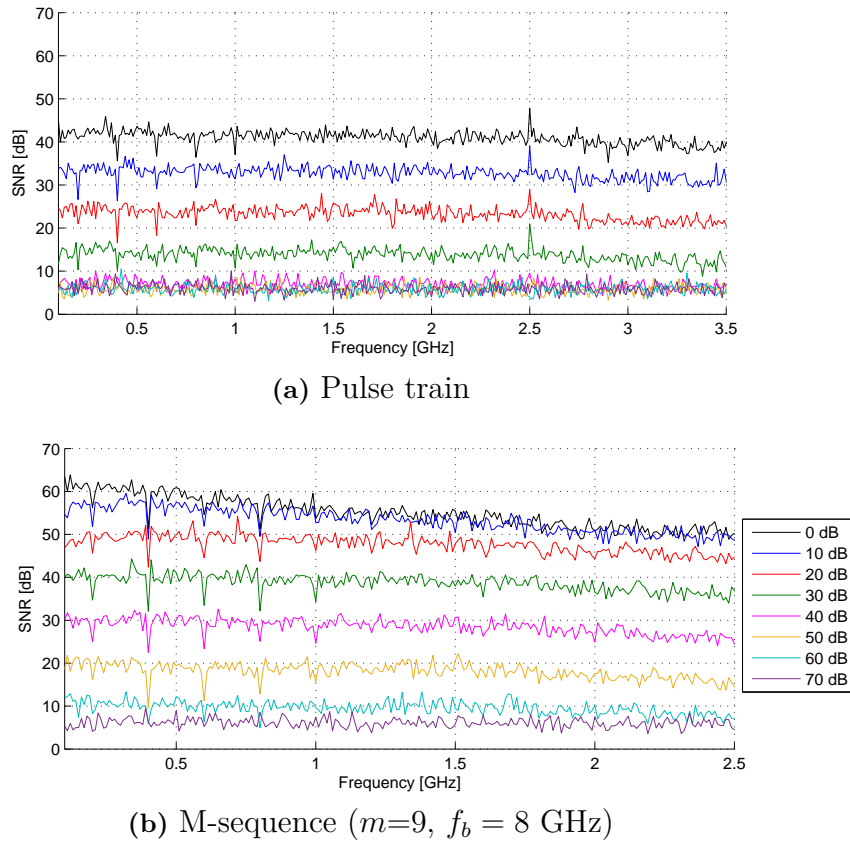 70
60
50
40
30
20
10
0
SNR [dB]
0.5 1 1.5 2 2.5 3 3.5
Frequency [GHz]
(a) Pulse train
70
60
50
40
30
20
10
0
SNR [dB]
0.5 1 1.5 2 2.5
Frequency [GHz]
0 dB
10 dB
20 dB
30 dB
40 dB
50 dB
60 dB
70 dB
(b) M-sequence (m=9, f_b = 8 GHz)